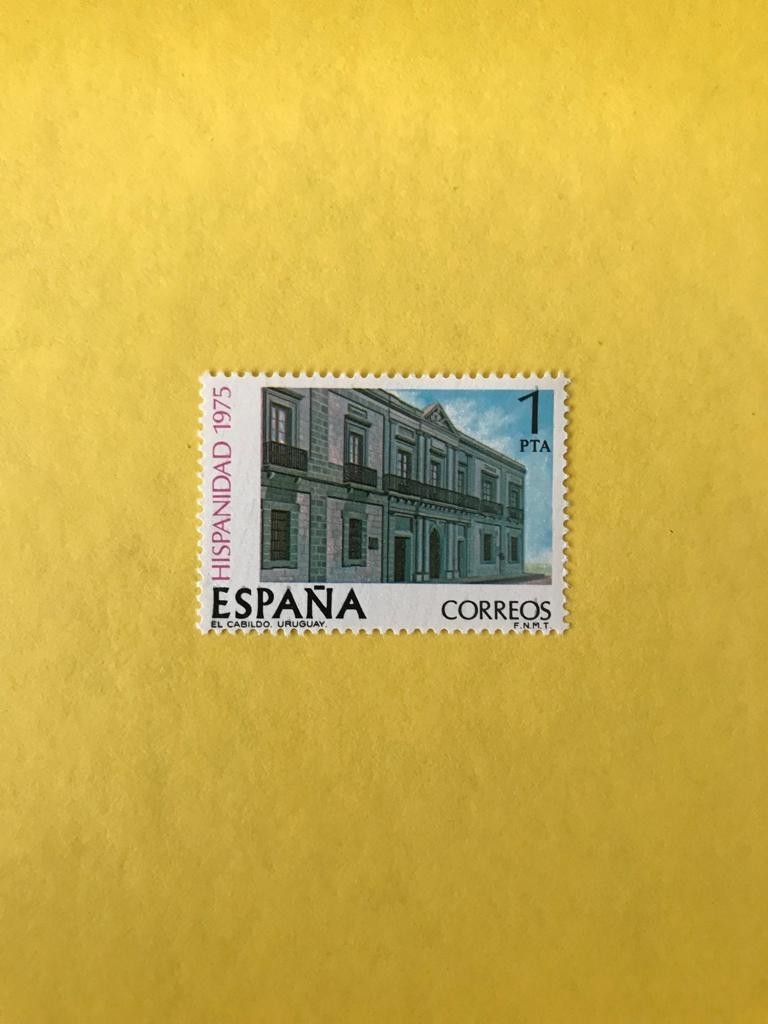 HISPANIDAD 1975
1
PTA
ESPAÑA
CORREOS
EL CABILDO. URUGUAY.
F.N.M.T.